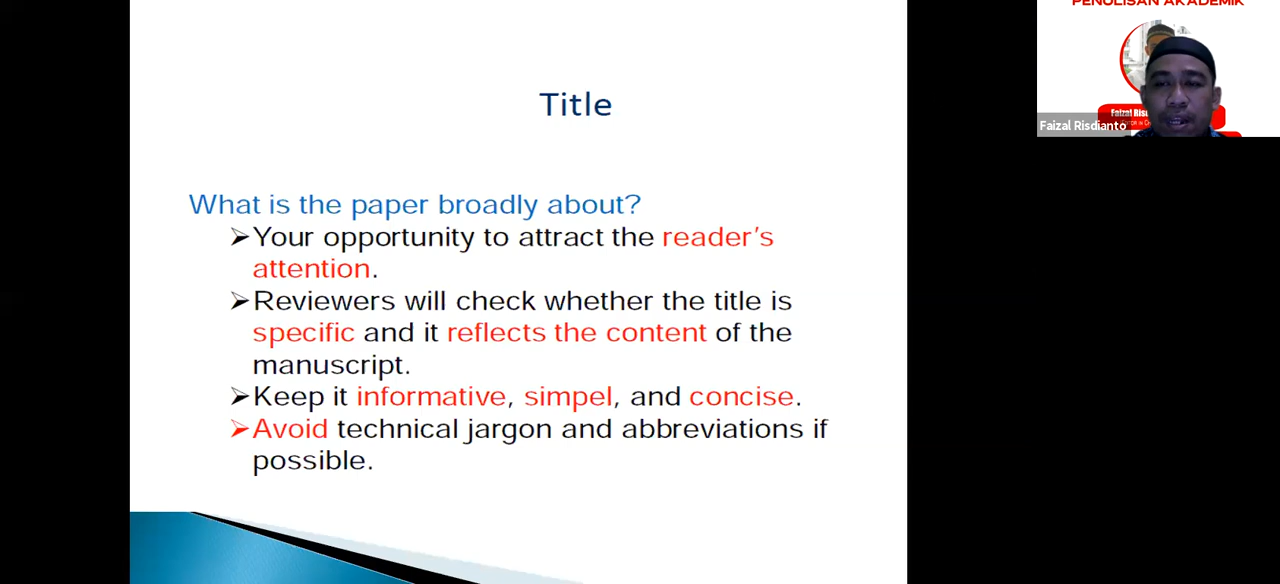 PENULISAN AKADEMIK
Title
What is the paper broadly about?
➢Your opportunity to attract the reader's
attention.
➢Reviewers will check whether the title is
specific and it reflects the content of the
manuscript.
➢Keep it informative, simpel, and concise.
➢Avoid technical jargon and abbreviations if
possible.
Faizal
Faizal Risdianto